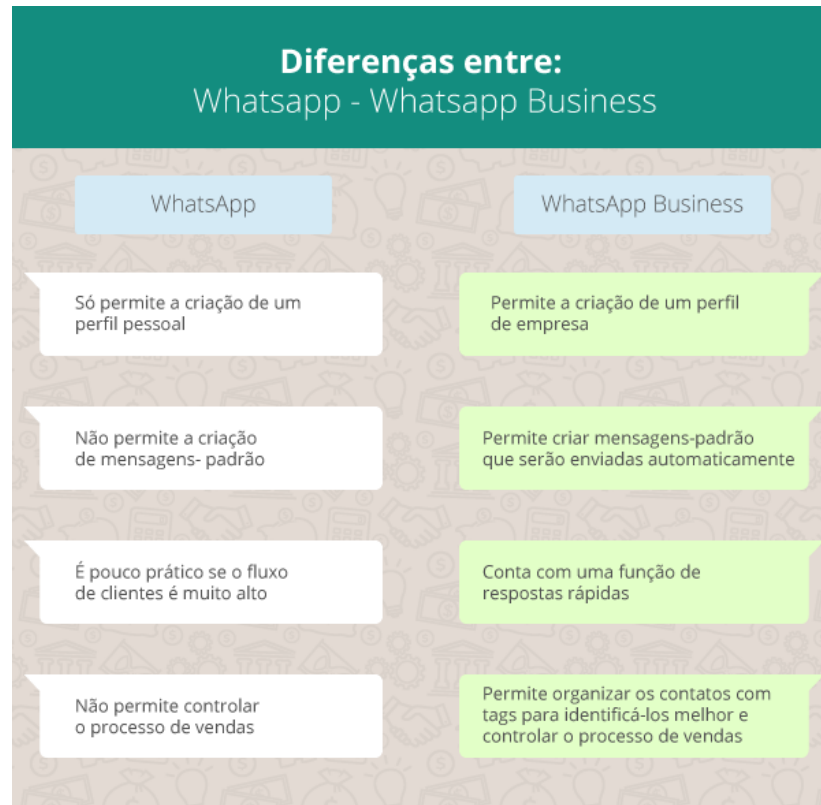 Diferenças entre:
Whatsapp - Whatsapp Business
WhatsApp
WhatsApp Business
Só permite a criação de um
perfil pessoal
Permite a criação de um perfil
de empresa
Não permite a criação
de mensagens- padrão
Permite criar mensagens-padrão
que serão enviadas automaticamente
É pouco prático se o fluxo
de clientes é muito alto
Conta com uma função de
respostas rápidas
Não permite controlar
o processo de vendas
Permite organizar os contatos com
tags para identificá-los melhor e
controlar o processo de vendas